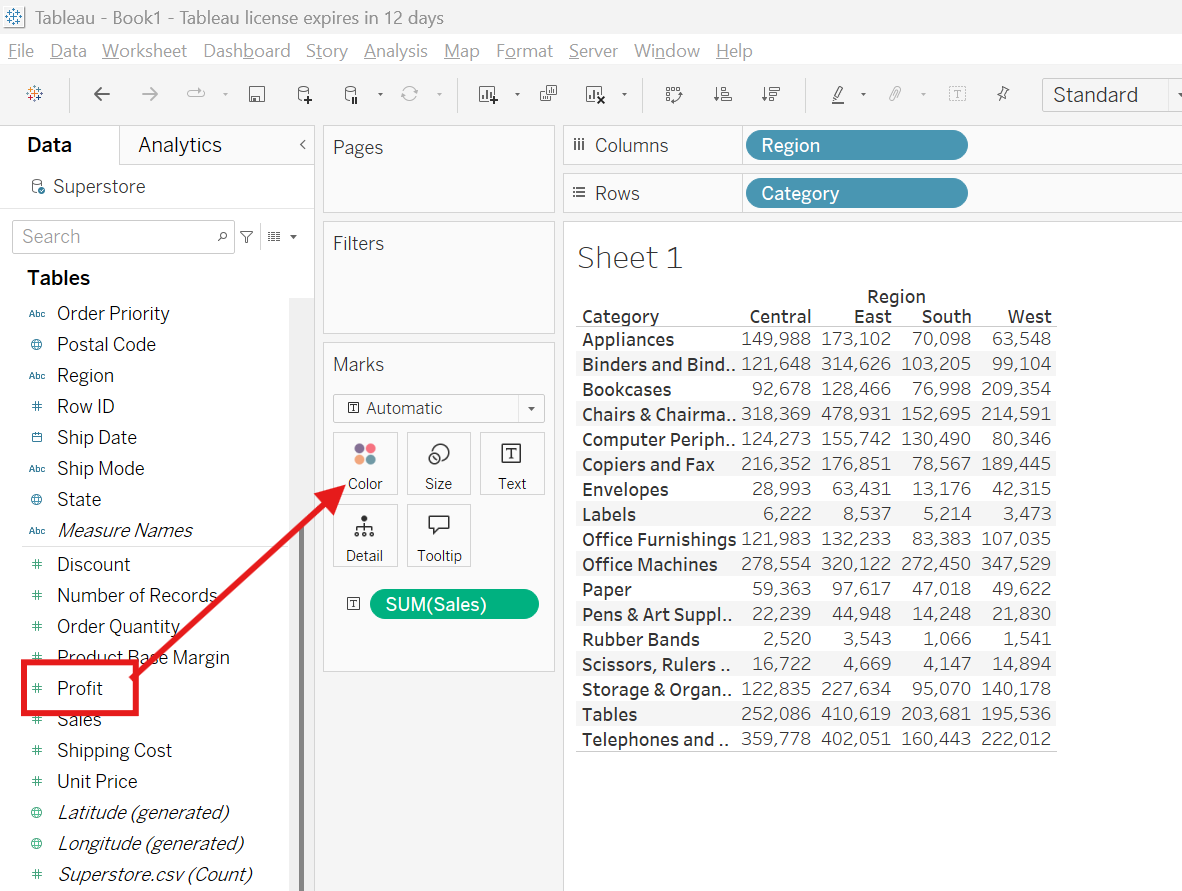 Tableau - Book1 - Tableau license expires in 12 days
File Data Worksheet Dashboard Story Analysis Map Format Server Window Help
Standard
Data Analytics
Superstore
Search
Tables
Abc Order Priority
Postal Code
Abc Region
# Row ID
Ship Date
Abc Ship Mode
State
Abc Measure Names
# Discount
# Number of Records
# Order Quantity
# Product Base Margin
# Profit
# Sales
# Shipping Cost
# Unit Price
Latitude (generated)
Longitude (generated)
# Superstore.csv (Count)
Pages
Filters
Marks
T Automatic
Color Size T Text
Detail Tooltip
T SUM(Sales)
Columns Region
Rows Category
Sheet 1
Region
Category Central East South West
Appliances 149,988 173,102 70,098 63,548
Binders and Bind.. 121,648 314,626 103,205 99,104
Bookcases 92,678 128,466 76,998 209,354
Chairs & Chairma.. 318,369 478,931 152,695 214,591
Computer Periph.. 124,273 155,742 130,490 80,346
Copiers and Fax 216,352 176,851 78,567 189,445
Envelopes 28,993 63,431 13,176 42,315
Labels 6,222 8,537 5,214 3,473
Office Furnishings 121,983 132,233 83,383 107,035
Office Machines 278,554 320,122 272,450 347,529
Paper 59,363 97,617 47,018 49,622
Pens & Art Suppl.. 22,239 44,948 14,248 21,830
Rubber Bands 2,520 3,543 1,066 1,541
Scissors, Rulers .. 16,722 4,669 4,147 14,894
Storage & Organ.. 122,835 227,634 95,070 140,178
Tables 252,086 410,619 203,681 195,536
Telephones and .. 359,778 402,051 160,443 222,012